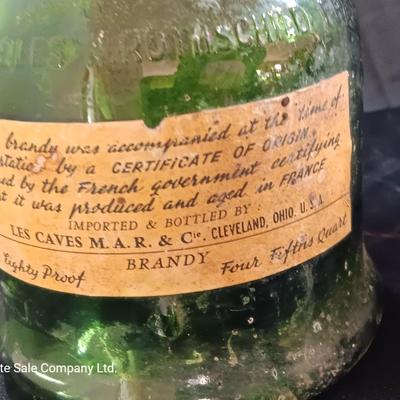 ROTHSCHILD
brandy was accompanied at the time of
by a CERTIFICATE OF ORIGIN
ed by the French government certifying
t it was produced and aged in FRANCE
IMPORTED & BOTTLED BY:
LES CAVES M.A.R. & Cie. CLEVELAND, OHIO. U.S.A.
Eighty Proof BRANDY Four Fifths Quart
te Sale Company Ltd.